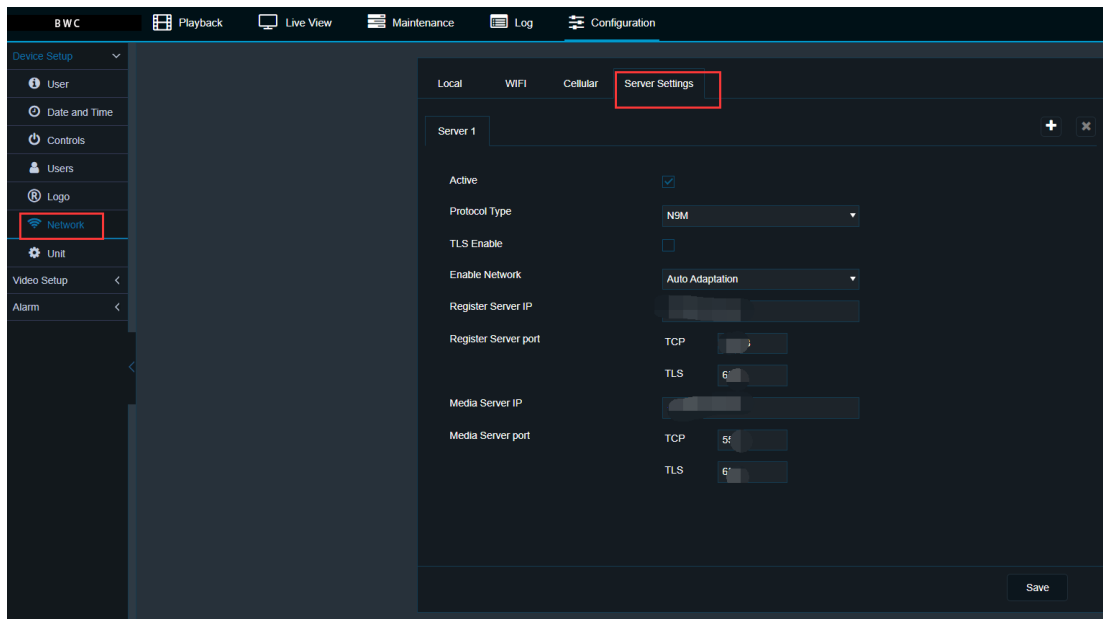 BWC
Playback
Live View
Maintenance
Log
Configuration
Device Setup
User
Date and Time
Controls
Users
Logo
Network
Unit
Video Setup
Alarm
Local
WIFI
Cellular
Server Settings
Server 1
Active
Protocol Type
N9M
TLS Enable
Enable Network
Auto Adaptation
Register Server IP
Register Server port
TCP
TLS
Media Server IP
Media Server port
TCP
TLS
Save